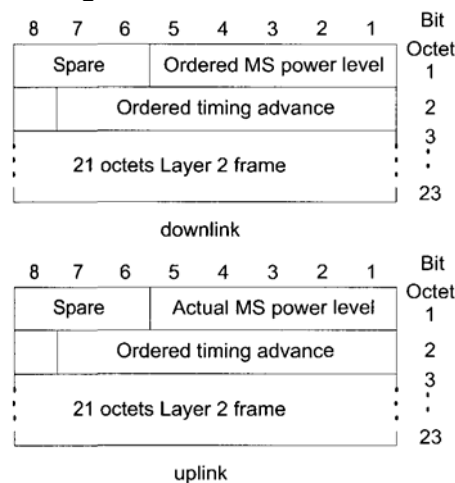 Bit
8 7 6 5 4 3 2 1
Octet
Spare Ordered MS power level 1
Ordered timing advance 2
3
21 octets Layer 2 frame
23
downlink
Bit
8 7 6 5 4 3 2 1
Octet
Spare Actual MS power level 1
Ordered timing advance 2
3
21 octets Layer 2 frame
23
uplink